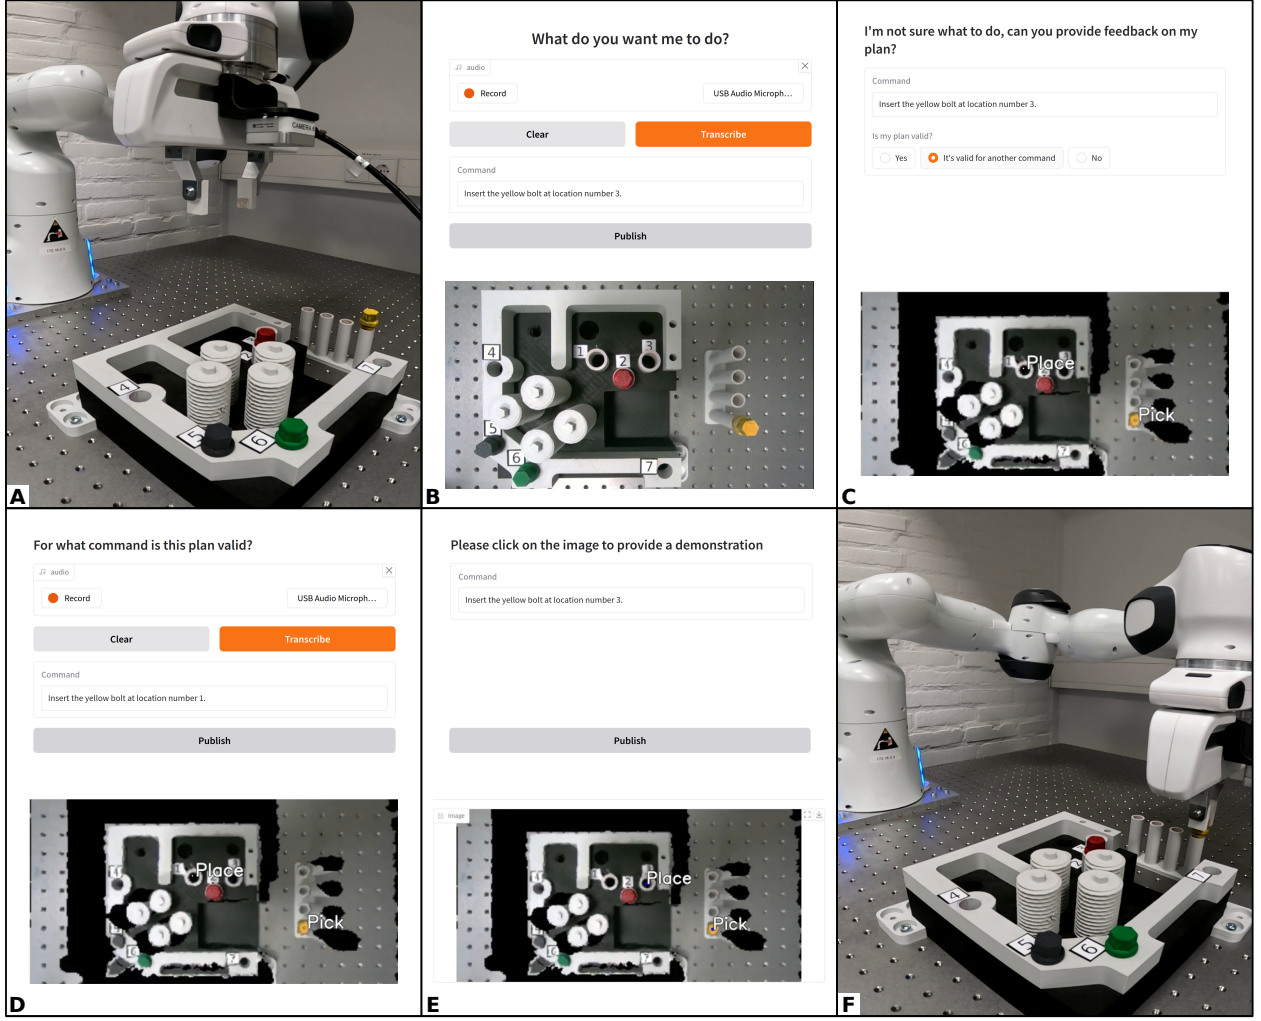 CAMERA
4
5
6
7
A
What do you want me to do?
audio
Record
USB Audio Microph...
Clear
Transcribe
Command
Insert the yellow bolt at location number 3.
Publish
4
1
2
3
5
6
7
B
I'm not sure what to do, can you provide feedback on my
plan?
Command
Insert the yellow bolt at location number 3.
Is my plan valid?
Yes
It's valid for another command
No
Place
Pick
C
For what command is this plan valid?
audio
Record
USB Audio Microph...
Clear
Transcribe
Command
Insert the yellow bolt at location number 1.
Publish
Place
Pick
D
Please click on the image to provide a demonstration
Command
Insert the yellow bolt at location number 3.
Publish
Image
Place
Pick
E
4
5
6
7
F